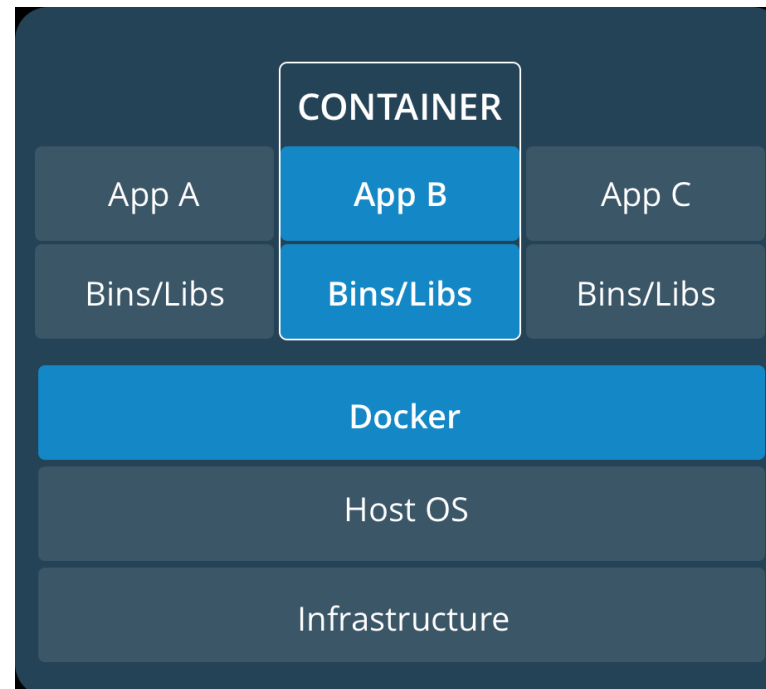 CONTAINER
App A
App B
App C
Bins/Libs
Bins/Libs
Bins/Libs
Docker
Host OS
Infrastructure